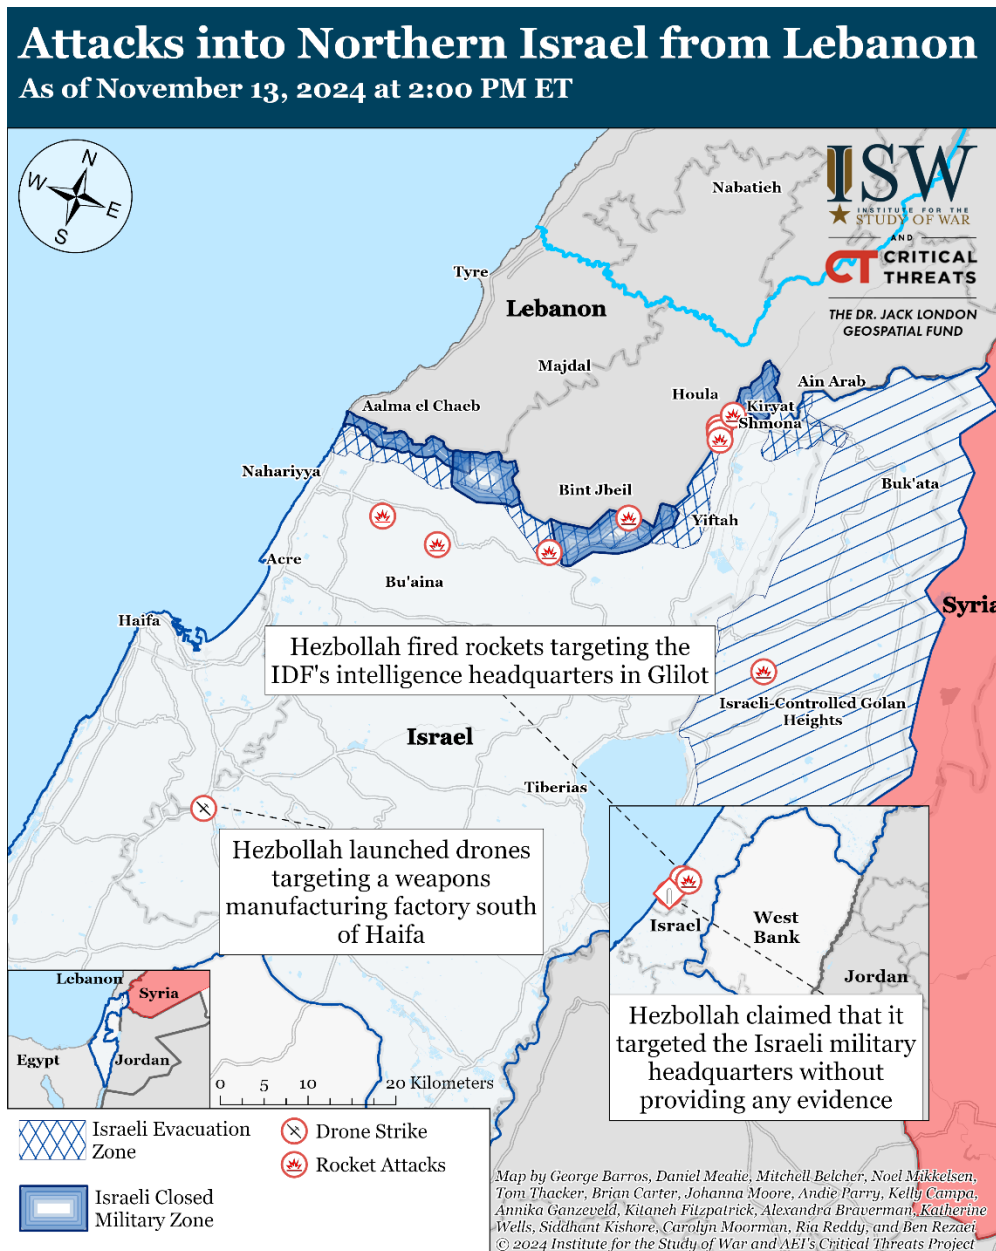 Attacks into Northern Israel from Lebanon
As of November 13, 2024 at 2:00 PM ET
N
W
E
S
ISW
INSTITUTE FOR THE
STUDY OF WAR
AND
CT CRITICAL
THREATS
THE DR. JACK LONDON
GEOSPATIAL FUND
Nabatieh
Tyre
Lebanon
Majdal
Houla
Ain Arab
Aalma el Chaeb
Kiryat
Shmona
Nahariyya
Buk'ata
Bint Jbeil
Yiftah
Acre
Bu'aina
Syria
Haifa
Hezbollah fired rockets targeting the
IDF's intelligence headquarters in Glilot
Israeli-Controlled Golan
Heights
Israel
Tiberias
Hezbollah launched drones
targeting a weapons
manufacturing factory south
of Haifa
Israel
West
Bank
Jordan
Hezbollah claimed that it
targeted the Israeli military
headquarters without
providing any evidence
Lebanon
Syria
Egypt
Jordan
0 5 10 20 Kilometers
Israeli Evacuation
Zone
Israeli Closed
Military Zone
Drone Strike
Rocket Attacks
Map by George Barros, Daniel Mealie, Mitchell Belcher, Noel Mikkelsen,
Tom Thacker, Brian Carter, Johanna Moore, Andie Parry, Kelly Campa,
Annika Ganzeveld, Kitaneh Fitzpatrick, Alexandra Braverman, Katherine
Wells, Siddhant Kishore, Carolyn Moorman, Ria Reddy, and Ben Rezaei
© 2024 Institute for the Study of War and AEI's Critical Threats Project